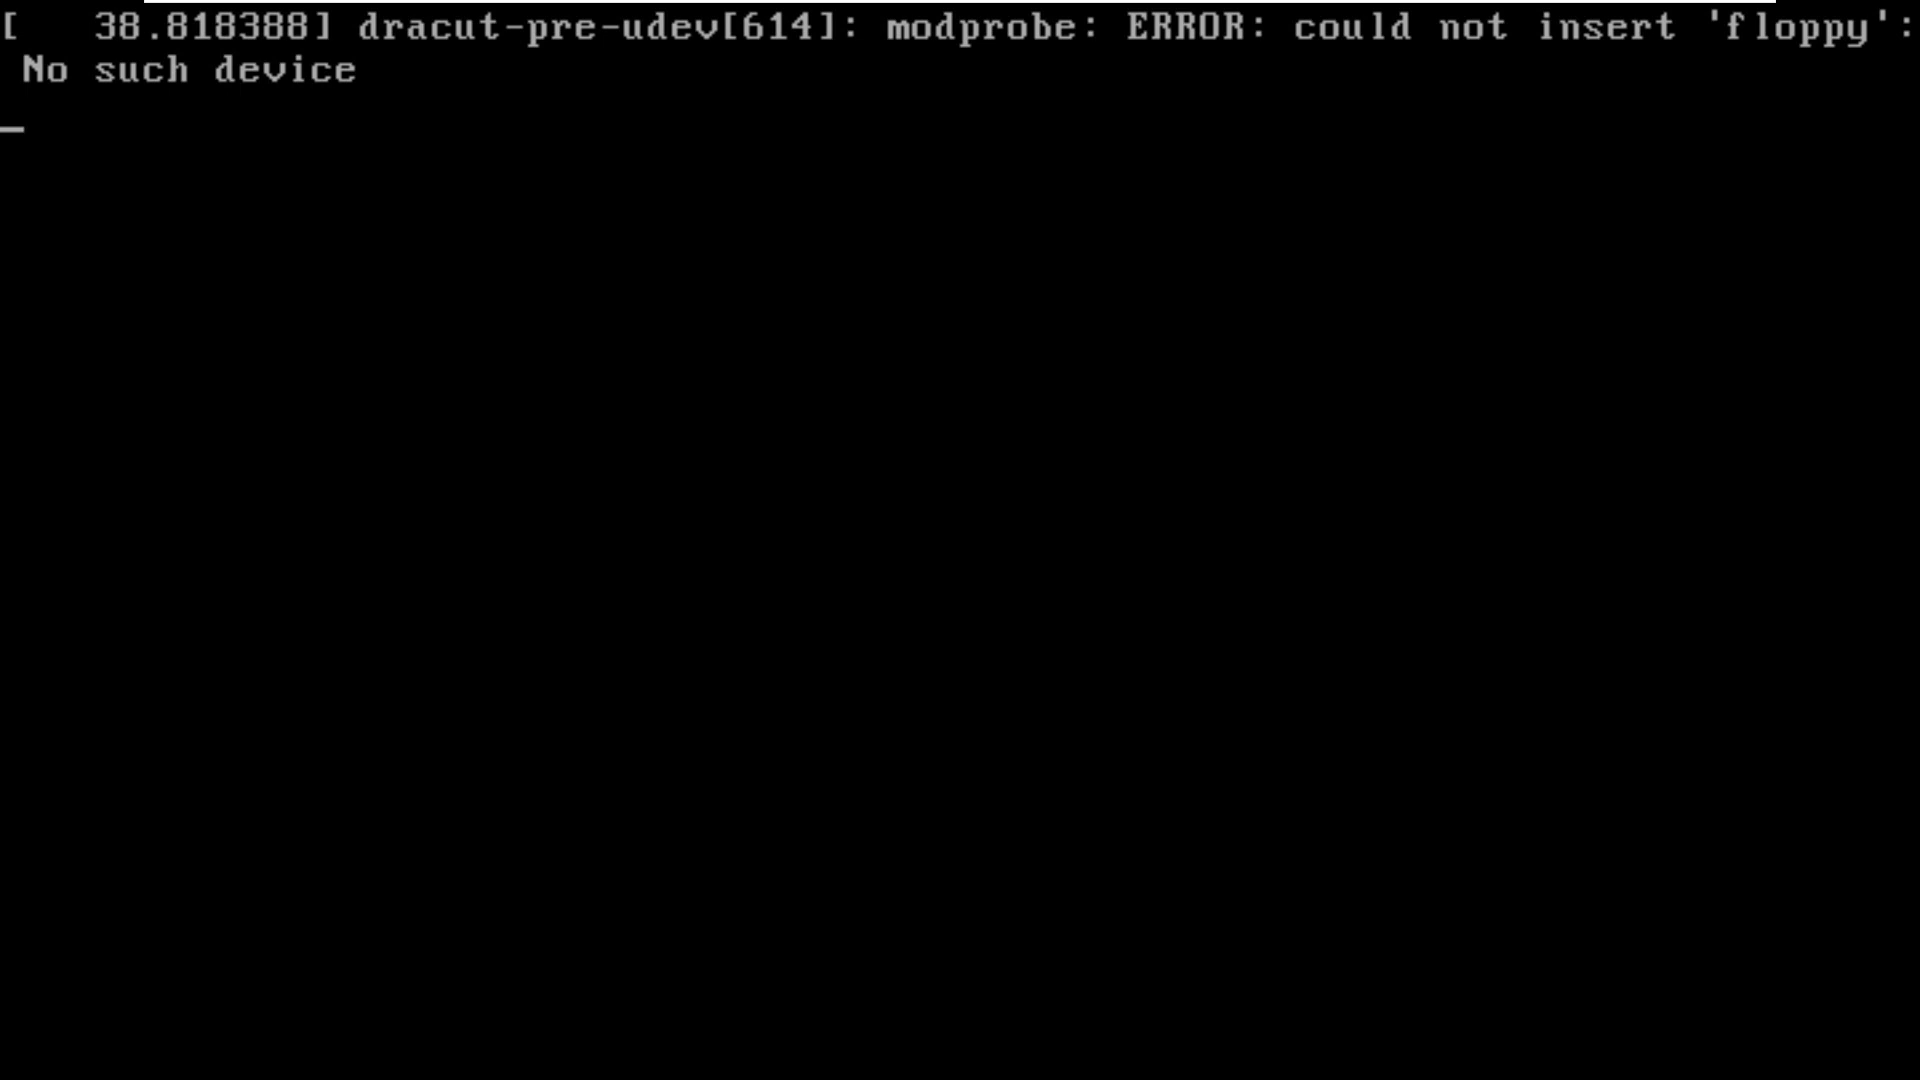 [   38.818388] dracut-pre-udev[614]: modprobe: ERROR: could not insert 'floppy':
 No such device
_